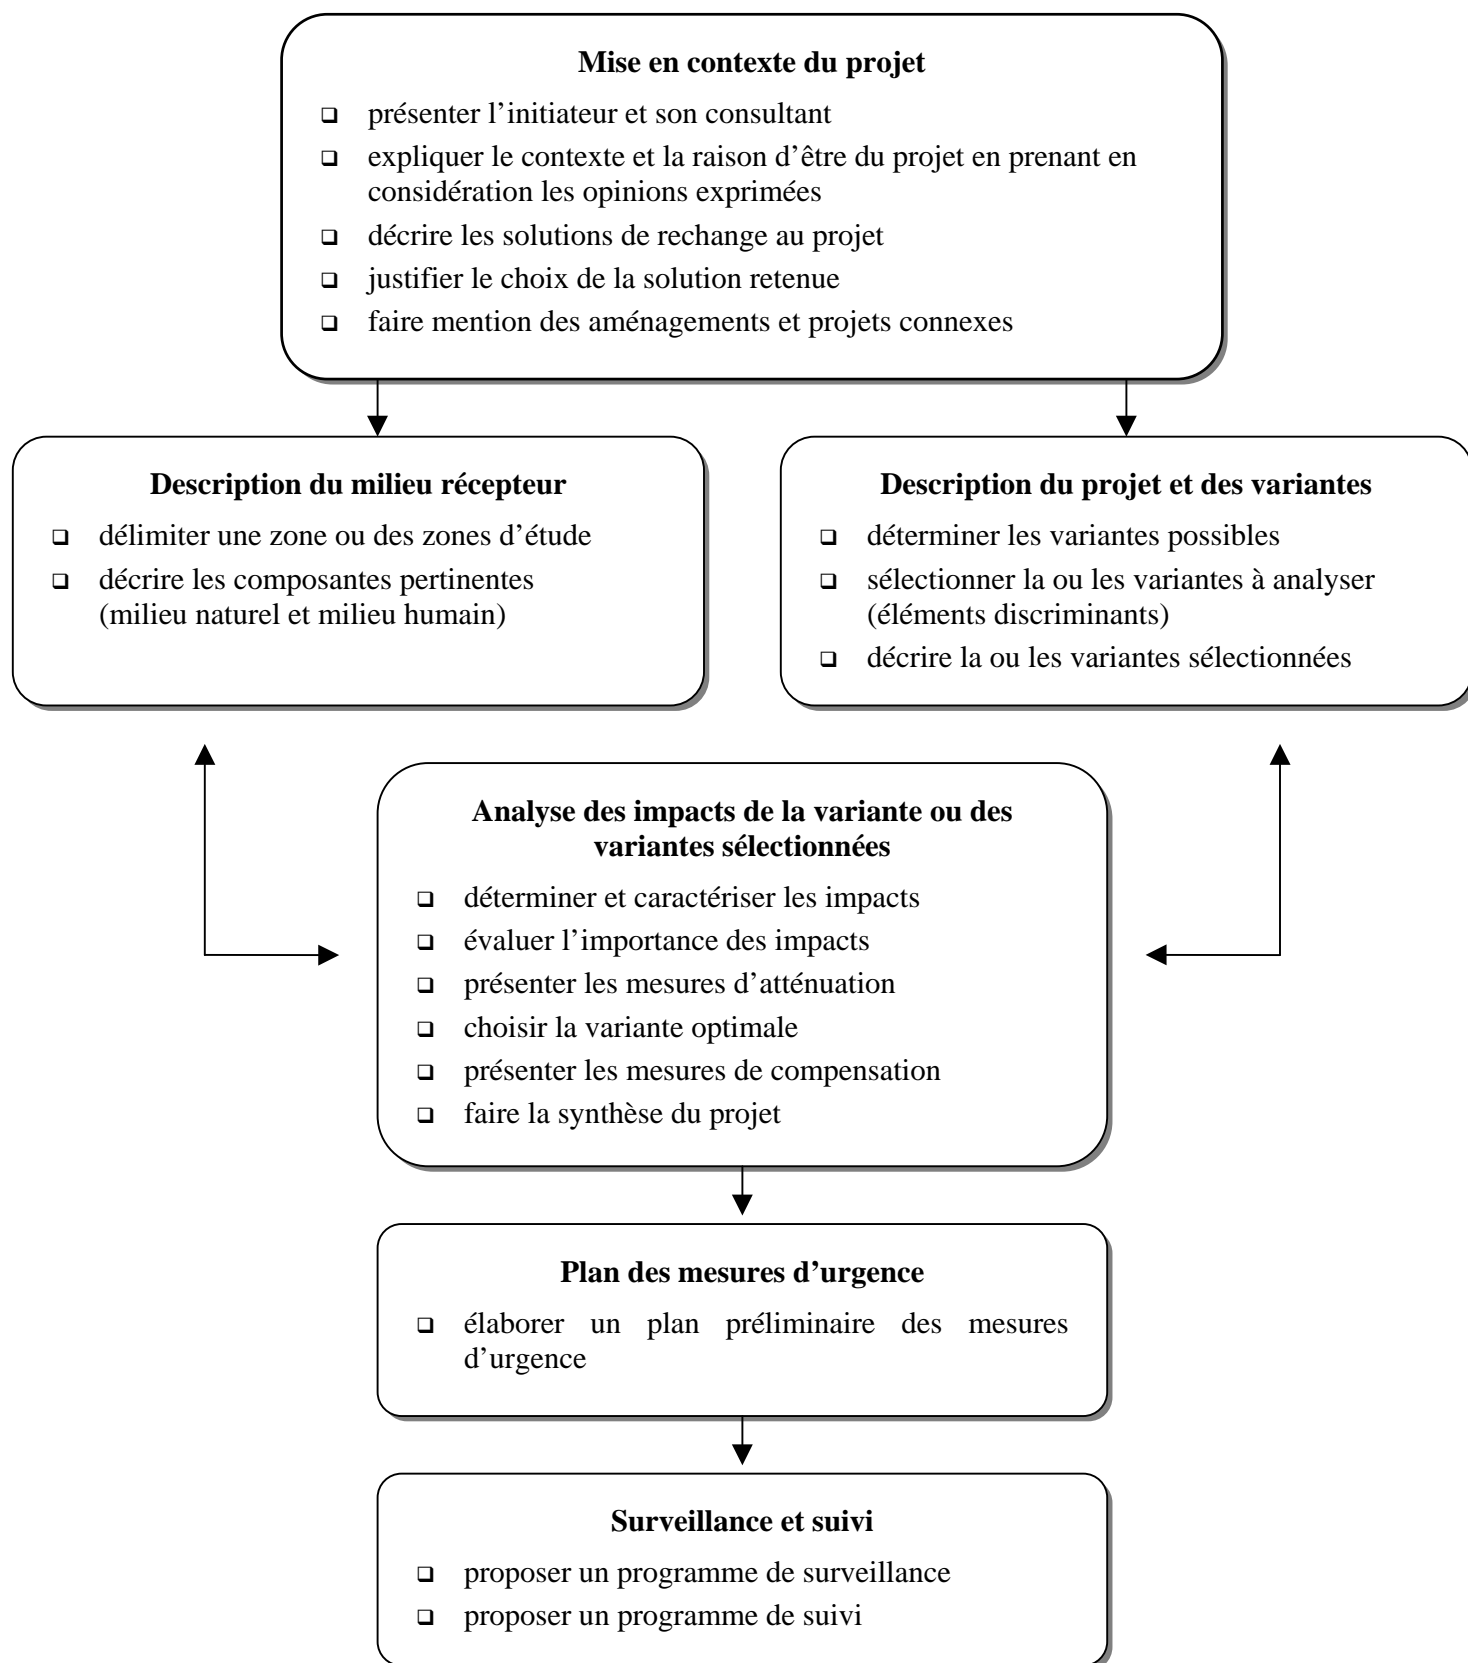 Mise en contexte du projet
❑ présenter l’initiateur et son consultant
❑ expliquer le contexte et la raison d’être du projet en prenant en
considération les opinions exprimées
❑ décrire les solutions de rechange au projet
❑ justifier le choix de la solution retenue
❑ faire mention des aménagements et projets connexes
Description du milieu récepteur
❑ délimiter une zone ou des zones d’étude
❑ décrire les composantes pertinentes
(milieu naturel et milieu humain)
Description du projet et des variantes
❑ déterminer les variantes possibles
❑ sélectionner la ou les variantes à analyser
(éléments discriminants)
❑ décrire la ou les variantes sélectionnées
Analyse des impacts de la variante ou des
variantes sélectionnées
❑ déterminer et caractériser les impacts
❑ évaluer l’importance des impacts
❑ présenter les mesures d’atténuation
❑ choisir la variante optimale
❑ présenter les mesures de compensation
❑ faire la synthèse du projet
Plan des mesures d’urgence
❑ élaborer un plan préliminaire des mesures
d’urgence
Surveillance et suivi
❑ proposer un programme de surveillance
❑ proposer un programme de suivi